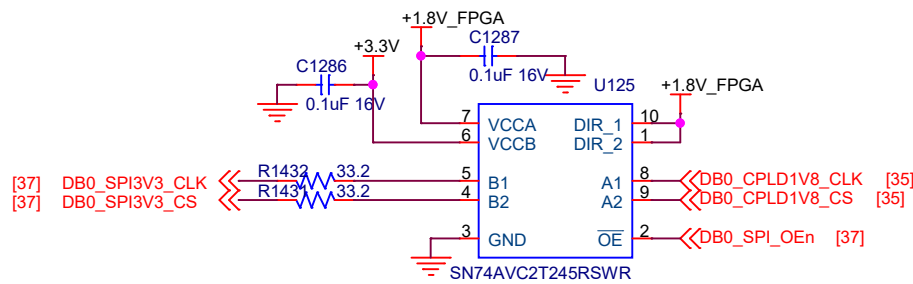 +1.8V_FPGA
+3.3V
C1287
0.1uF 16V
C1286
0.1uF 16V
U125
+1.8V_FPGA
7 VCCA DIR_1 10
6 VCCB DIR_2 1
[37] DB0_SPI3V3_CLK R1432 33.2 5 B1 A1 8 DB0_CPLD1V8_CLK [35]
[37] DB0_SPI3V3_CS R1431 33.2 4 B2 A2 9 DB0_CPLD1V8_CS [35]
3 GND OE 2 DB0_SPI_OEn [37]
SN74AVC2T245RSWR